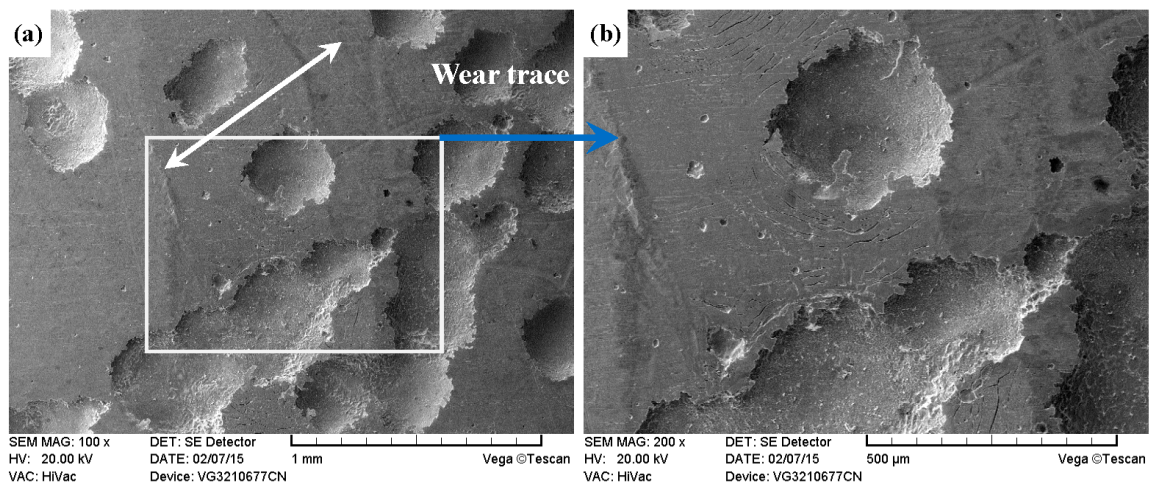 (a)
Wear trace
SEM MAG: 100 x
DET: SE Detector
HV: 20.00 kV
DATE: 02/07/15
1 mm
Vega ©Tescan
VAC: HiVac
Device: VG3210677CN
(b)
SEM MAG: 200 x
DET: SE Detector
HV: 20.00 kV
DATE: 02/07/15
500 µm
Vega ©Tescan
VAC: HiVac
Device: VG3210677CN